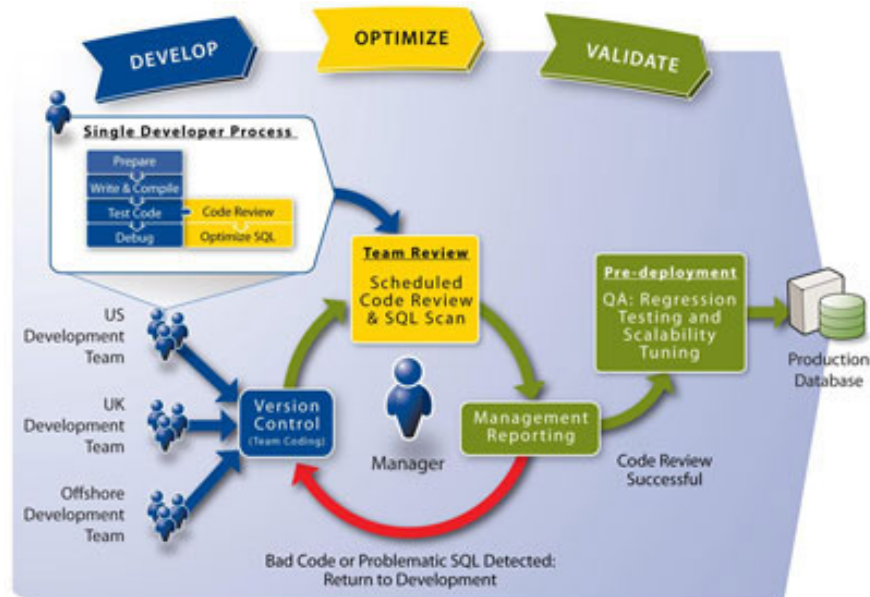 DEVELOP
OPTIMIZE
VALIDATE
Single Developer Process
Prepare
Write & Compile
Test Code
Debug
Code Review
Optimize SQL
Team Review
Scheduled
Code Review
& SQL Scan
Pre-deployment
QA: Regression
Testing and
Scalability
Tuning
Production
Database
US
Development
Team
UK
Development
Team
Offshore
Development
Team
Version
Control
(Team Coding)
Manager
Management
Reporting
Code Review
Successful
Bad Code or Problematic SQL Detected:
Return to Development